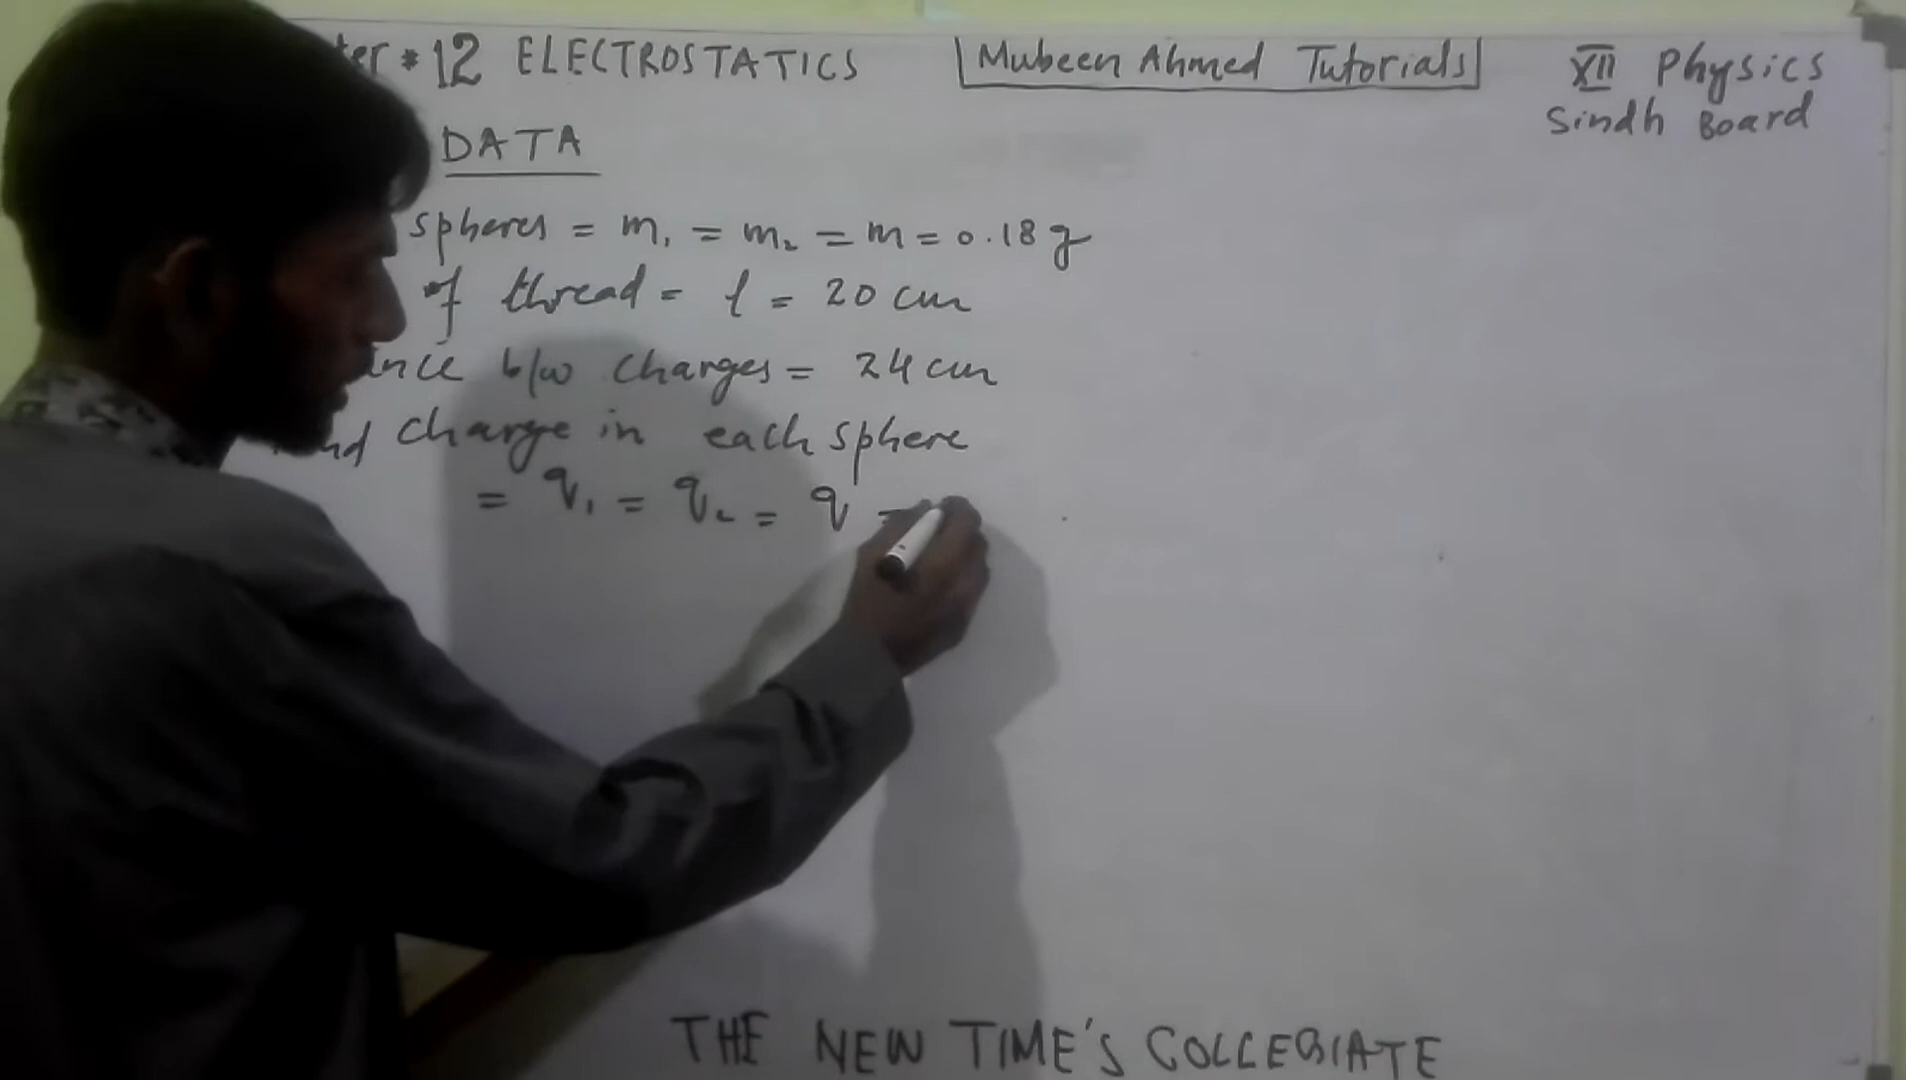 # 12 ELECTROSTATICS
Mubeen Ahmed Tutorials
XII Physics
Sindh Board
DATA
spheres = m₁ = m₂ = m = 0.18 g
of thread = l = 20 cm
b/w charges = 24 cm
charge in each sphere
= q₁ = q₂ = q =
THE NEW TIME'S COLLEGIATE